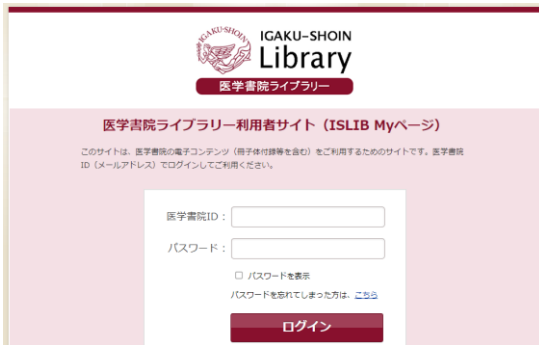 IGAKU-SHOIN
IGAKU-SHOIN
Library
医学書院ライブラリー
医学書院ライブラリー利用者サイト（ISLIB Myページ）
このサイトは、医学書院の電子コンテンツ（冊子体付録等を含む）をご利用するためのサイトです。医学書院
ID（メールアドレス）でログインしてご利用ください。
医学書院ID：
パスワード：
パスワードを表示
パスワードを忘れてしまった方は、こちら
ログイン